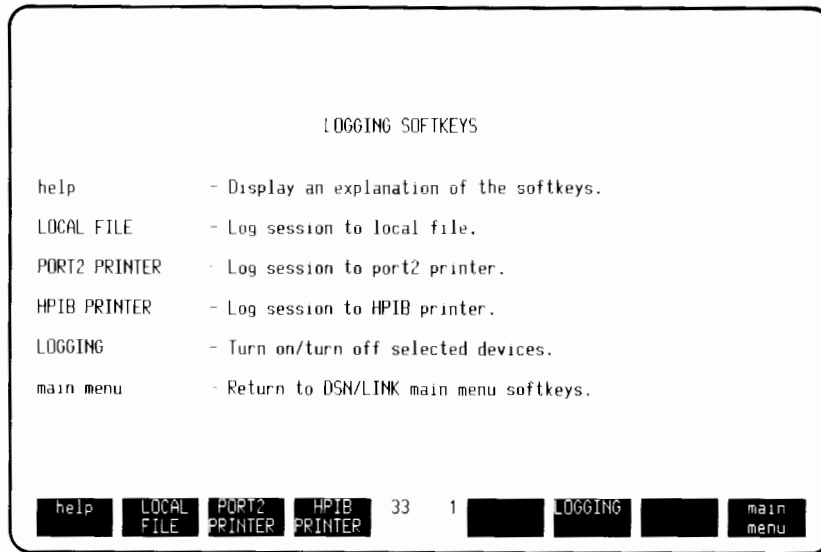 LOGGING SOFTKEYS
help - Display an explanation of the softkeys.
LOCAL FILE - Log session to local file.
PORT2 PRINTER - Log session to port2 printer.
HPIB PRINTER - Log session to HPIB printer.
LOGGING - Turn on/turn off selected devices.
main menu - Return to DSN/LINK main menu softkeys.
help LOCAL PORT2 HPIB 33 1 LOGGING main
FILE PRINTER PRINTER menu